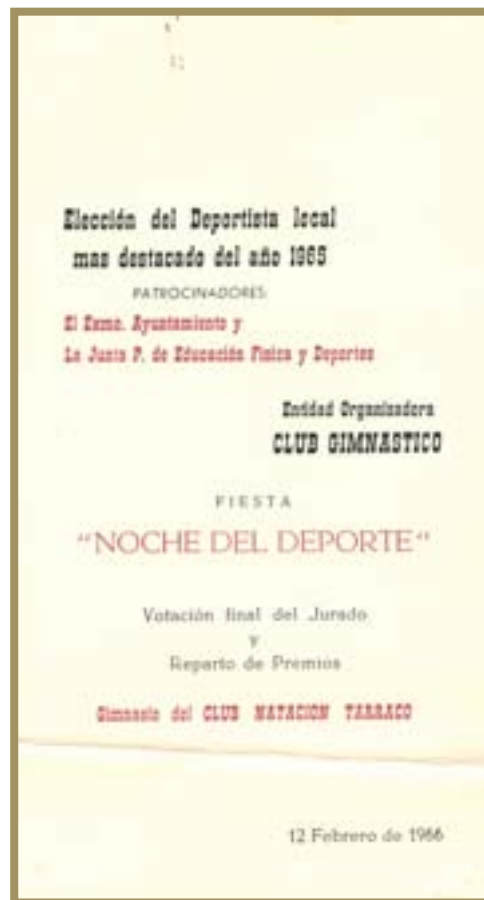 Elección del Deportista local
mas destacado del año 1965
PATROCINADORES:
El Exmo. Ayuntamiento y
La Junta P. de Educación Fisica y Deportes
Entidad Organizadora
CLUB GIMNASTICO
FIESTA
"NOCHE DEL DEPORTE"
Votación final del Jurado
y
Reparto de Premios
Gimnasio del CLUB NATACION TARRACO
12 Febrero de 1966